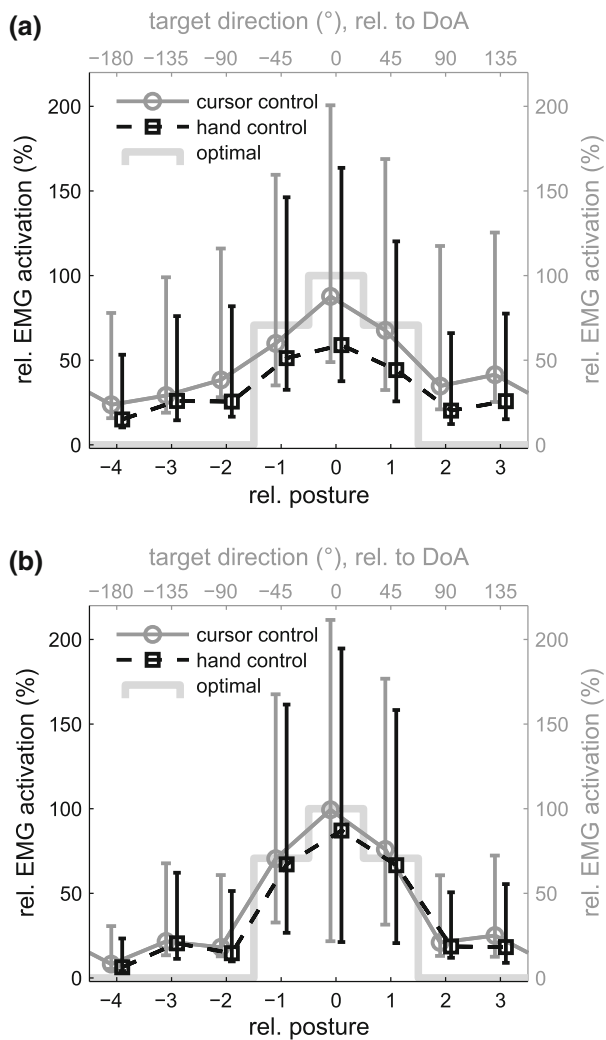 (a)
target direction (°), rel. to DoA
−180 −135 −90 −45 0 45 90 135
200 200
150 150
100 100
50 50
0 0
rel. EMG activation (%)
rel. EMG activation (%)
cursor control
hand control
optimal
−4 −3 −2 −1 0 1 2 3
rel. posture
(b)
target direction (°), rel. to DoA
−180 −135 −90 −45 0 45 90 135
200 200
150 150
100 100
50 50
0 0
rel. EMG activation (%)
rel. EMG activation (%)
cursor control
hand control
optimal
−4 −3 −2 −1 0 1 2 3
rel. posture